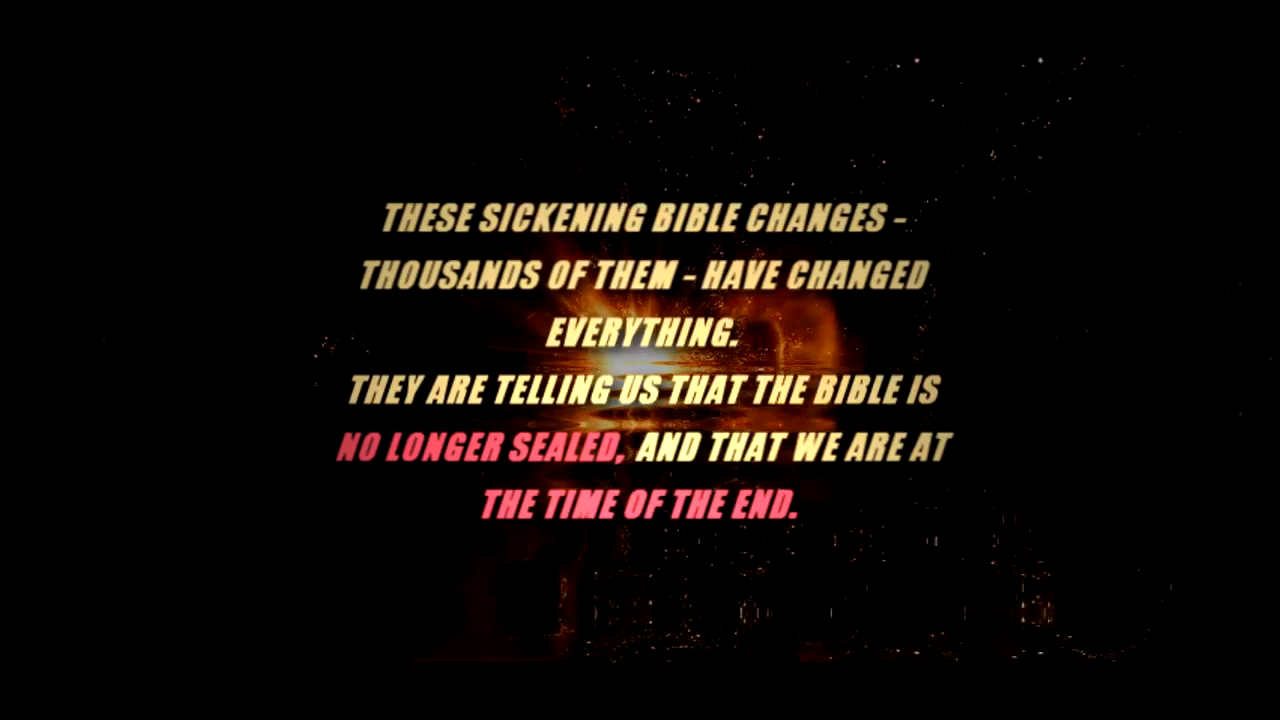 THESE SICKENING BIBLE CHANGES -
THOUSANDS OF THEM - HAVE CHANGED
EVERYTHING.
THEY ARE TELLING US THAT THE BIBLE IS
NO LONGER SEALED, AND THAT WE ARE AT
THE TIME OF THE END.